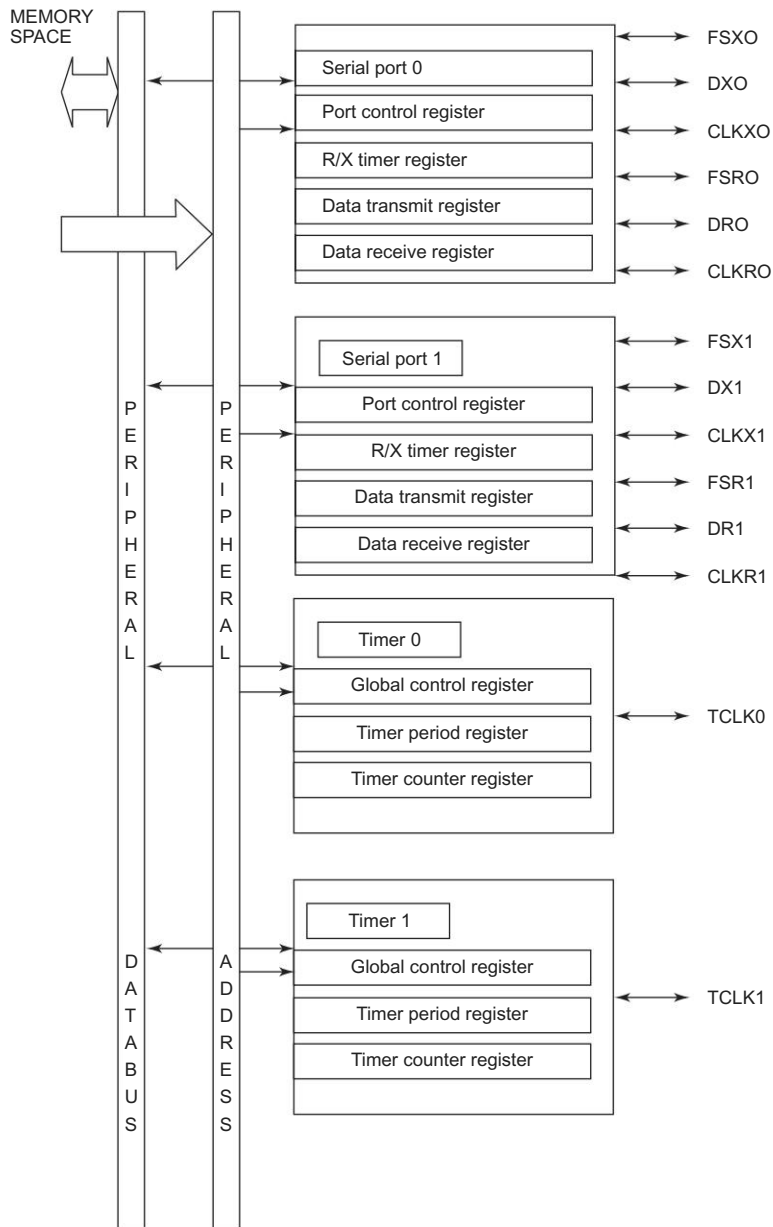 MEMORY
SPACE
Serial port 0
Port control register
R/X timer register
Data transmit register
Data receive register
FSXO
DXO
CLKXO
FSRO
DRO
CLKRO
Serial port 1
Port control register
R/X timer register
Data transmit register
Data receive register
FSX1
DX1
CLKX1
FSR1
DR1
CLKR1
Timer 0
Global control register
Timer period register
Timer counter register
TCLK0
Timer 1
Global control register
Timer period register
Timer counter register
TCLK1
PERIPHERAL DATABUS
PERIPHERAL ADDRESS